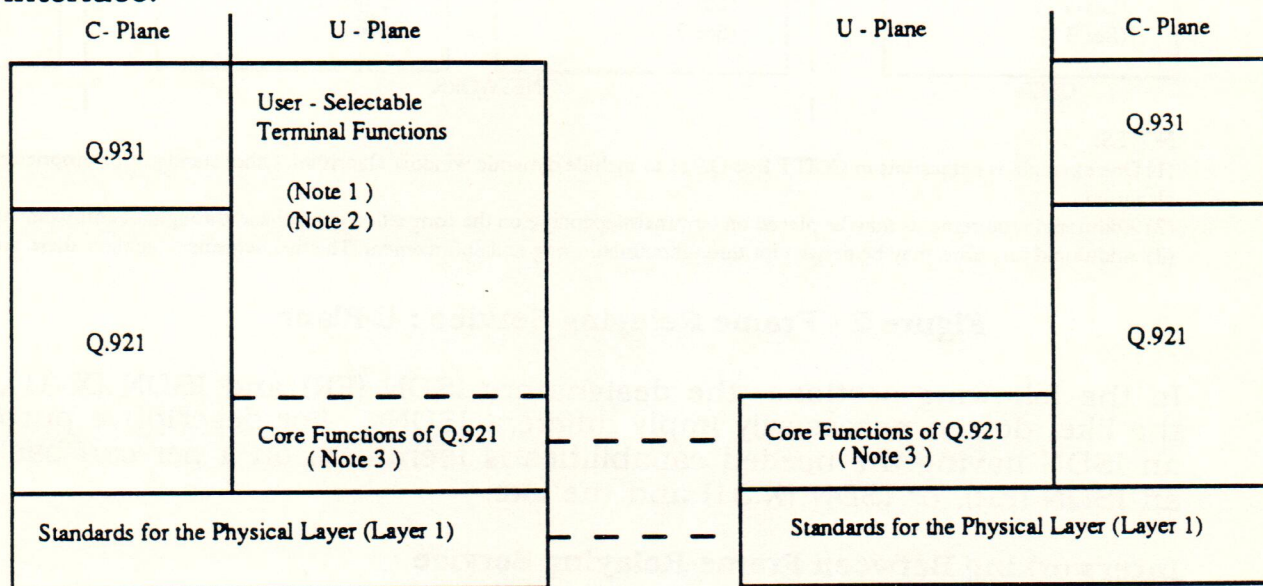 C- Plane U - Plane U - Plane C- Plane
User - Selectable
Terminal Functions
Q.931 Q.931
(Note 1 )
(Note 2 )
Q.921 Q.921
Core Functions of Q.921 Core Functions of Q.921
( Note 3 ) ( Note 3 )
Standards for the Physical Layer (Layer 1) Standards for the Physical Layer (Layer 1)